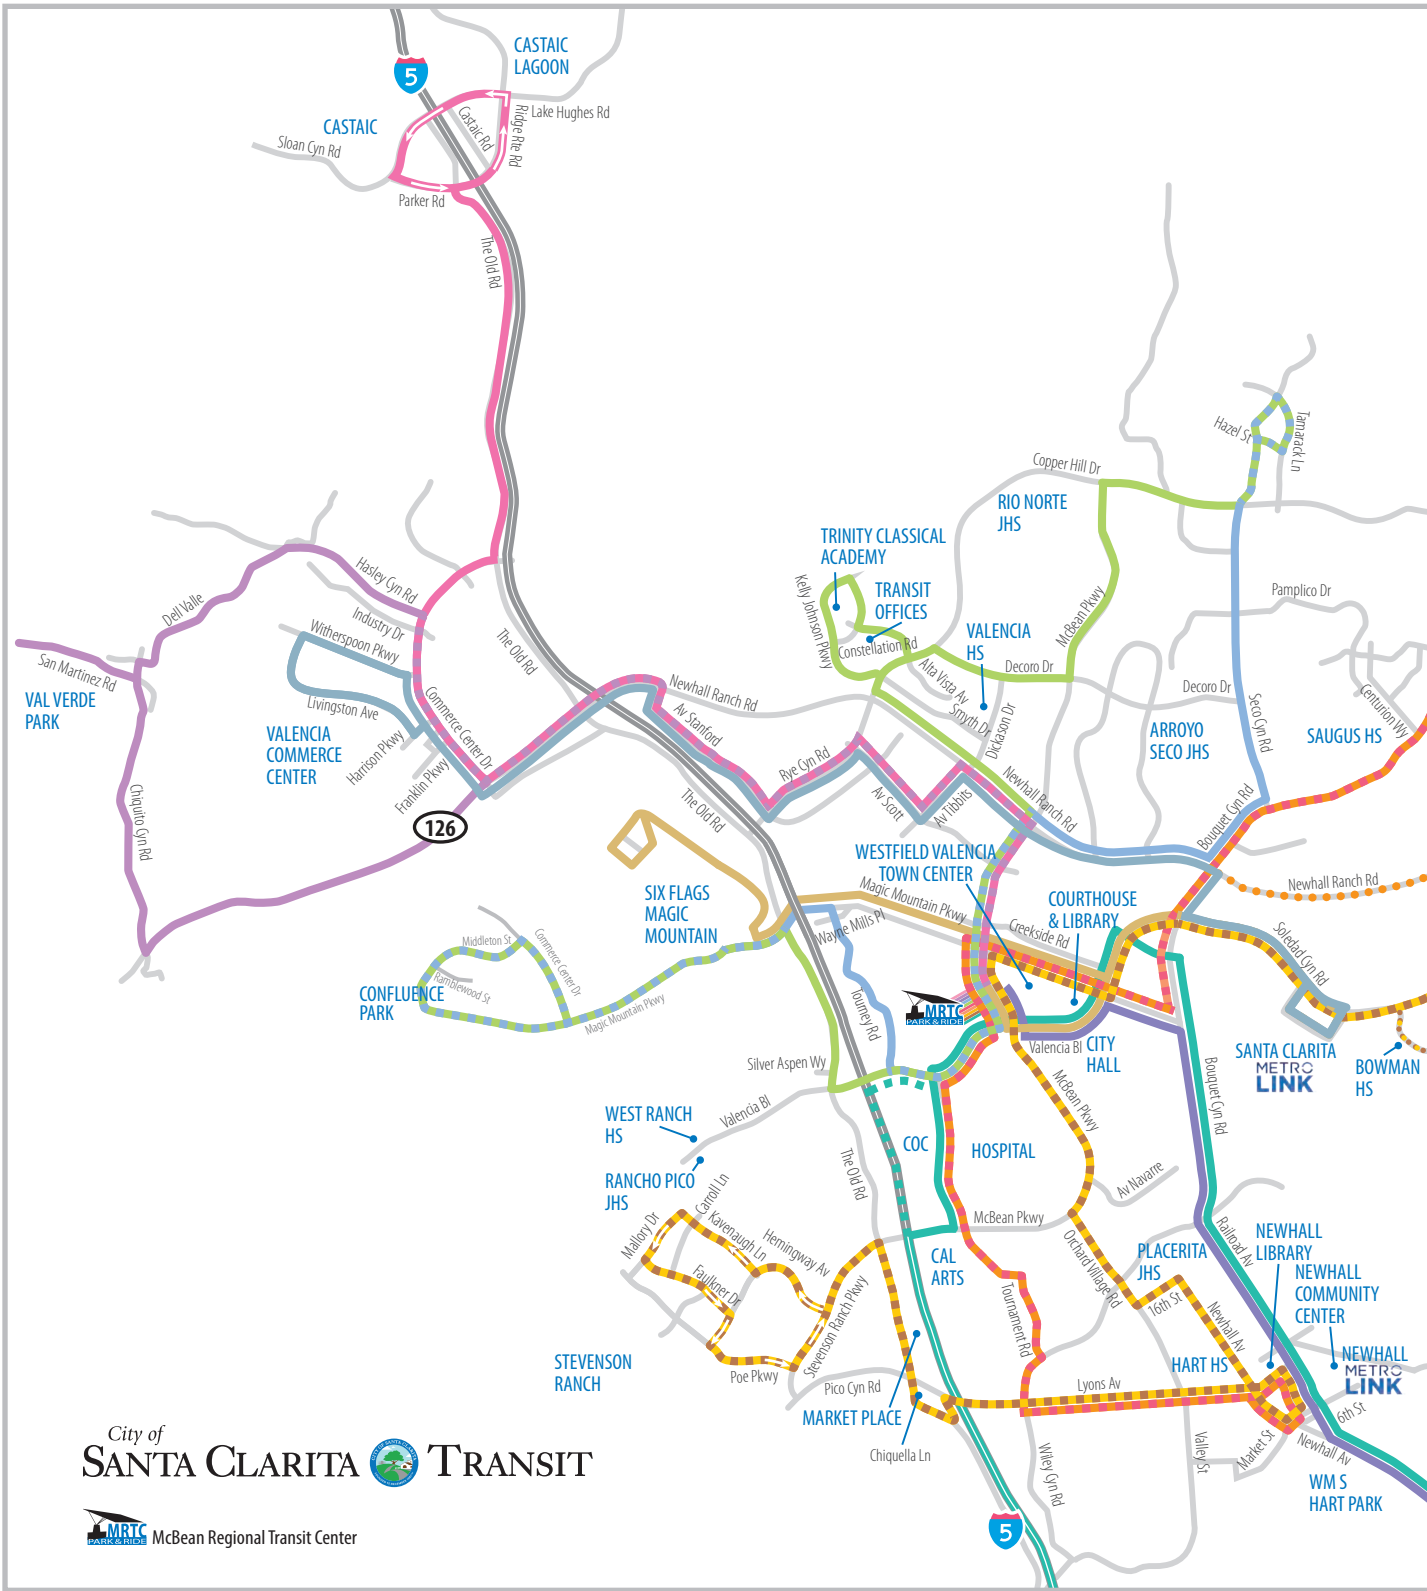 5
CASTAIC
LAGOON
Lake Hughes Rd
Castaic Rd
Ridge Rte Rd
CASTAIC
Sloan Cyn Rd
Parker Rd
The Old Rd
Hazel St
Tamarack Ln
Copper Hill Dr
RIO NORTE
JHS
TRINITY CLASSICAL
ACADEMY
TRANSIT
OFFICES
Kelly Johnson Pkwy
Constellation Rd
VALENCIA
HS
McBean Pkwy
Pamplico Dr
Hasley Cyn Rd
Dell Valle
Industry Dr
Witherspoon Pkwy
The Old Rd
San Martinez Rd
VAL VERDE
PARK
Livingston Ave
Commerce Center Dr
VALENCIA
COMMERCE
CENTER
Harrison Pkwy
Franklin Pkwy
Newhall Ranch Rd
Av Stanford
Alta Vista Av
Smyth Dr
Dickason Dr
Decoro Dr
Decoro Dr
Seco Cyn Rd
Centurion Wy
ARROYO
SECO JHS
SAUGUS HS
Rye Cyn Rd
Av Scott
Av Tibbits
Newhall Ranch Rd
Bouquet Cyn Rd
Chiquito Cyn Rd
126
The Old Rd
WESTFIELD VALENCIA
TOWN CENTER
Magic Mountain Pkwy
COURTHOUSE
& LIBRARY
Newhall Ranch Rd
SIX FLAGS
MAGIC
MOUNTAIN
Wayne Mills Pl
Creekside Rd
Soledad Cyn Rd
Middleton St
Commerce Center Dr
Ramblewood St
CONFLUENCE
PARK
Magic Mountain Pkwy
Tourney Rd
MRTC
PARK & RIDE
Valencia Bl
CITY
HALL
SANTA CLARITA
METRO
LINK
BOWMAN
HS
Silver Aspen Wy
McBean Pkwy
Bouquet Cyn Rd
WEST RANCH
HS
Valencia Bl
RANCHO PICO
JHS
The Old Rd
COC
HOSPITAL
Av Navarre
McBean Pkwy
Carroll Ln
Mallory Dr
Kavenaugh Ln
Hemingway Av
Faulkner Dr
Stevenson Ranch Pkwy
Poe Pkwy
STEVENSON
RANCH
CAL
ARTS
Orchard Village Rd
PLACERITA
JHS
Railroad Av
NEWHALL
LIBRARY
NEWHALL
COMMUNITY
CENTER
Tournament Rd
16th St
Newhall Av
HART HS
NEWHALL
METRO
LINK
Pico Cyn Rd
Lyons Av
MARKET PLACE
Chiquella Ln
6th St
Market St
Newhall Av
Valley St
Wiley Cyn Rd
WM S
HART PARK
5
City of
SANTA CLARITA TRANSIT
MRTC
PARK & RIDE
McBean Regional Transit Center